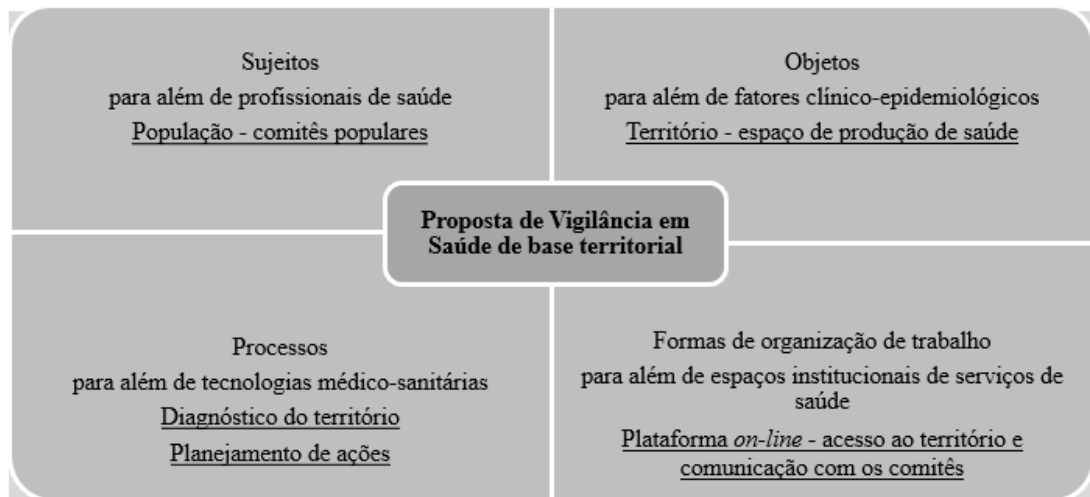 Sujeitos
para além de profissionais de saúde
População - comitês populares
Objetos
para além de fatores clínico-epidemiológicos
Território - espaço de produção de saúde
Proposta de Vigilância em
Saúde de base territorial
Processos
para além de tecnologias médico-sanitárias
Diagnóstico do território
Planejamento de ações
Formas de organização de trabalho
para além de espaços institucionais de serviços de
saúde
Plataforma on-line - acesso ao território e
comunicação com os comitês